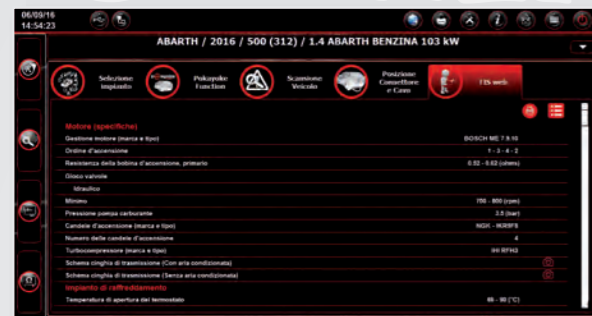 06/09/16
14:54:23
ABARTH / 2016 / 500 (312) / 1.4 ABARTH BENZINA 103 kW
Selezione
impianto
Pokayoke
Function
Scansione
Veicolo
Posizione
Connettore
e Cavo
TIS web
Motore (specifiche)
Gestione motore (marca e tipo) BOSCH ME 7.9.10
Ordine d'accensione 1 - 3 - 4 - 2
Resistenza della bobina d'accensione, primario 0.52 - 0.62 (ohms)
Gioco valvole
Idraulico
Minimo 700 - 800 (rpm)
Pressione pompa carburante 3.5 (bar)
Candele d'accensione (marca e tipo) NGK -
Numero delle candele d'accensione 4
Turbocompressore (marca e tipo) IHI RFH3
Schema cinghia di trasmissione (Con aria condizionata)
Schema cinghia di trasmissione (Senza aria condizionata)
Impianto di raffreddamento
Temperatura di apertura del termostato (°C)